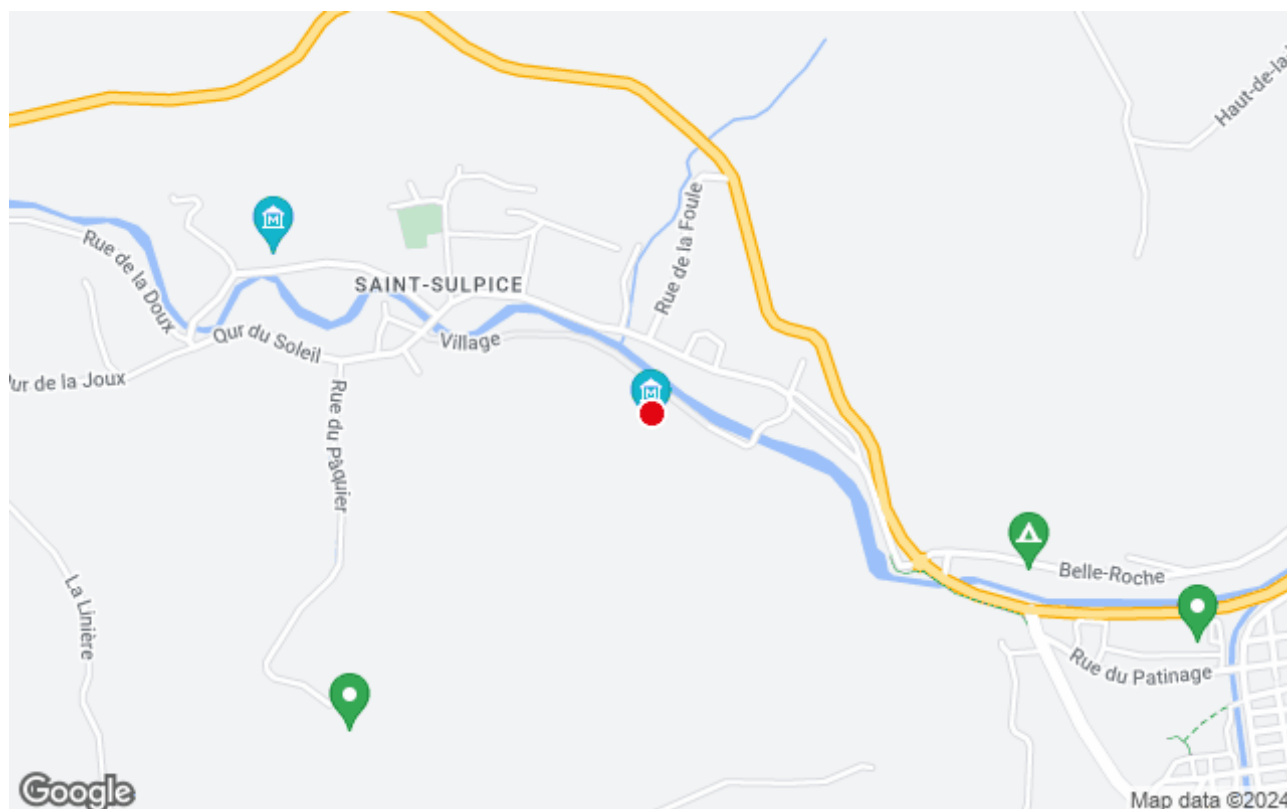 Haut-de-la-
Rue de la Foule
Rue de la Doux
SAINT-SULPICE
Qur du Soleil
Village
ur de la Joux
Rue du Pâquier
La Linière
Belle-Roche
Rue du Patinage
Google
Map data ©2024